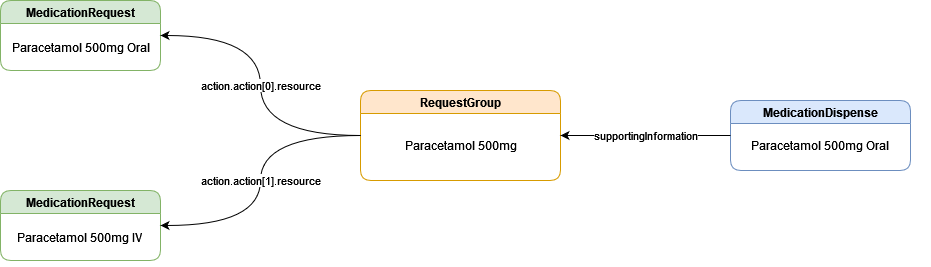 MedicationRequest
Paracetamol 500mg Oral
action.action[0].resource
RequestGroup
Paracetamol 500mg
MedicationDispense
Paracetamol 500mg Oral
supportingInformation
action.action[1].resource
MedicationRequest
Paracetamol 500mg IV